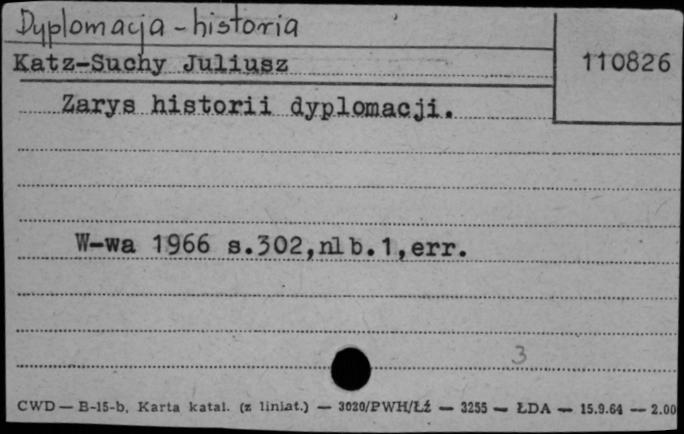 Dyplomacja - historia
Katz-Suchy Juliusz
110826
Zarys historii dyplomacji.
W-wa 1966 s.302,nlb.1,err.
3
CWD — B-15-b, Karta katal. (z liniat.) — 3020/PWH/Łź — 3255 — ŁDA — 15.9.64 — 2.00